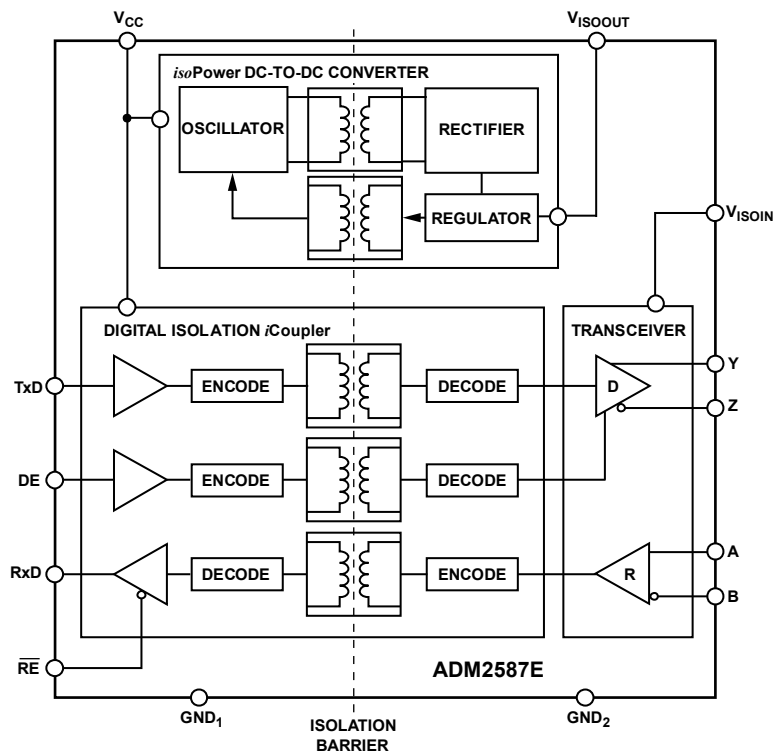 VCC
VISOOUT
isoPower DC-TO-DC CONVERTER
OSCILLATOR
RECTIFIER
REGULATOR
VISOIN
DIGITAL ISOLATION iCoupler
TRANSCEIVER
TxD
ENCODE
DECODE
D
Y
Z
DE
ENCODE
DECODE
RxD
DECODE
ENCODE
R
A
B
RE
ADM2587E
GND1
GND2
ISOLATION
BARRIER